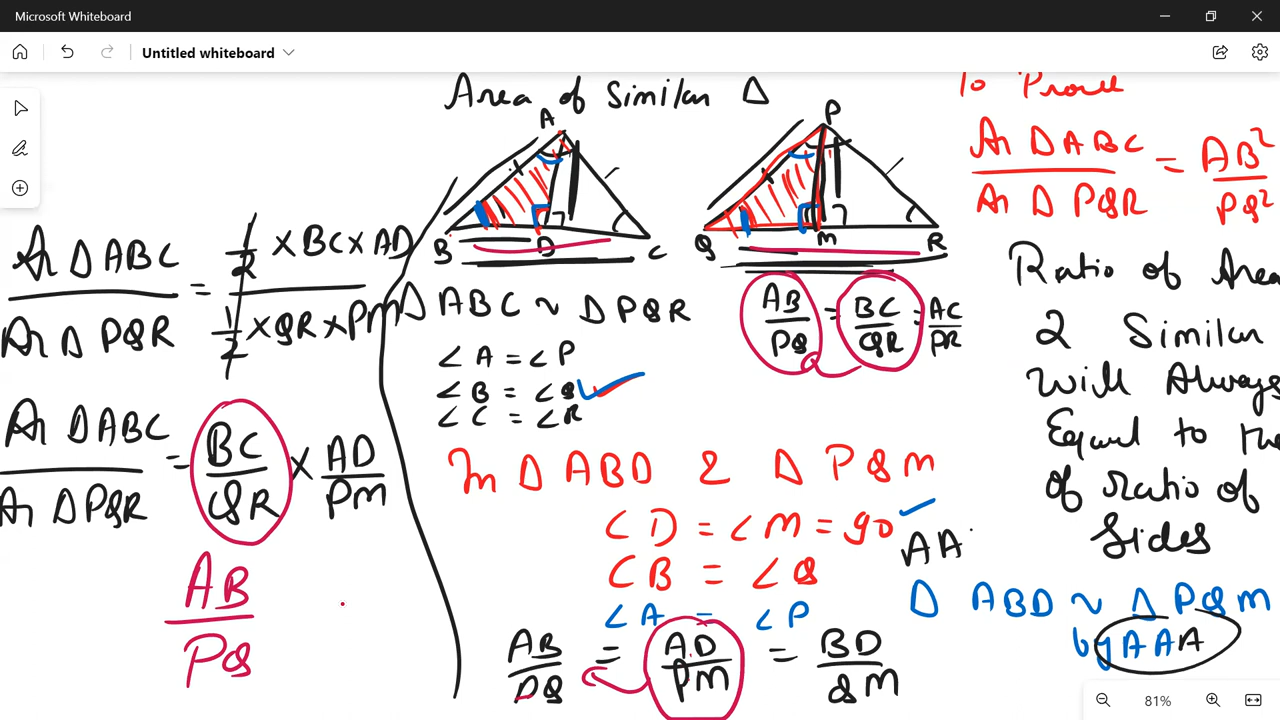 Microsoft Whiteboard
Untitled whiteboard
Area of Similar Δ
To Prove
Ar Δ ABC / Ar Δ PQR = AB² / PQ²
A
B D C
P
Q M R
Ar Δ ABC / Ar Δ PQR = 1/2 × BC × AD / 1/2 × QR × PM
Ar Δ ABC / Ar Δ PQR = BC / QR × AD / PM
AB / PQ
Δ ABC ~ Δ PQR
∠A = ∠P
∠B = ∠Q
∠C = ∠R
AB / PQ = BC / QR = AC / PR
In Δ ABD & Δ PQM
∠D = ∠M = 90
∠B = ∠Q
∠A = ∠P
AB / PQ = AD / PM = BD / QM
Ratio of Area
2 Similar
Will Always
Equal to the
of ratio of
Sides
AA
Δ ABD ~ Δ PQM
by AAA
81%